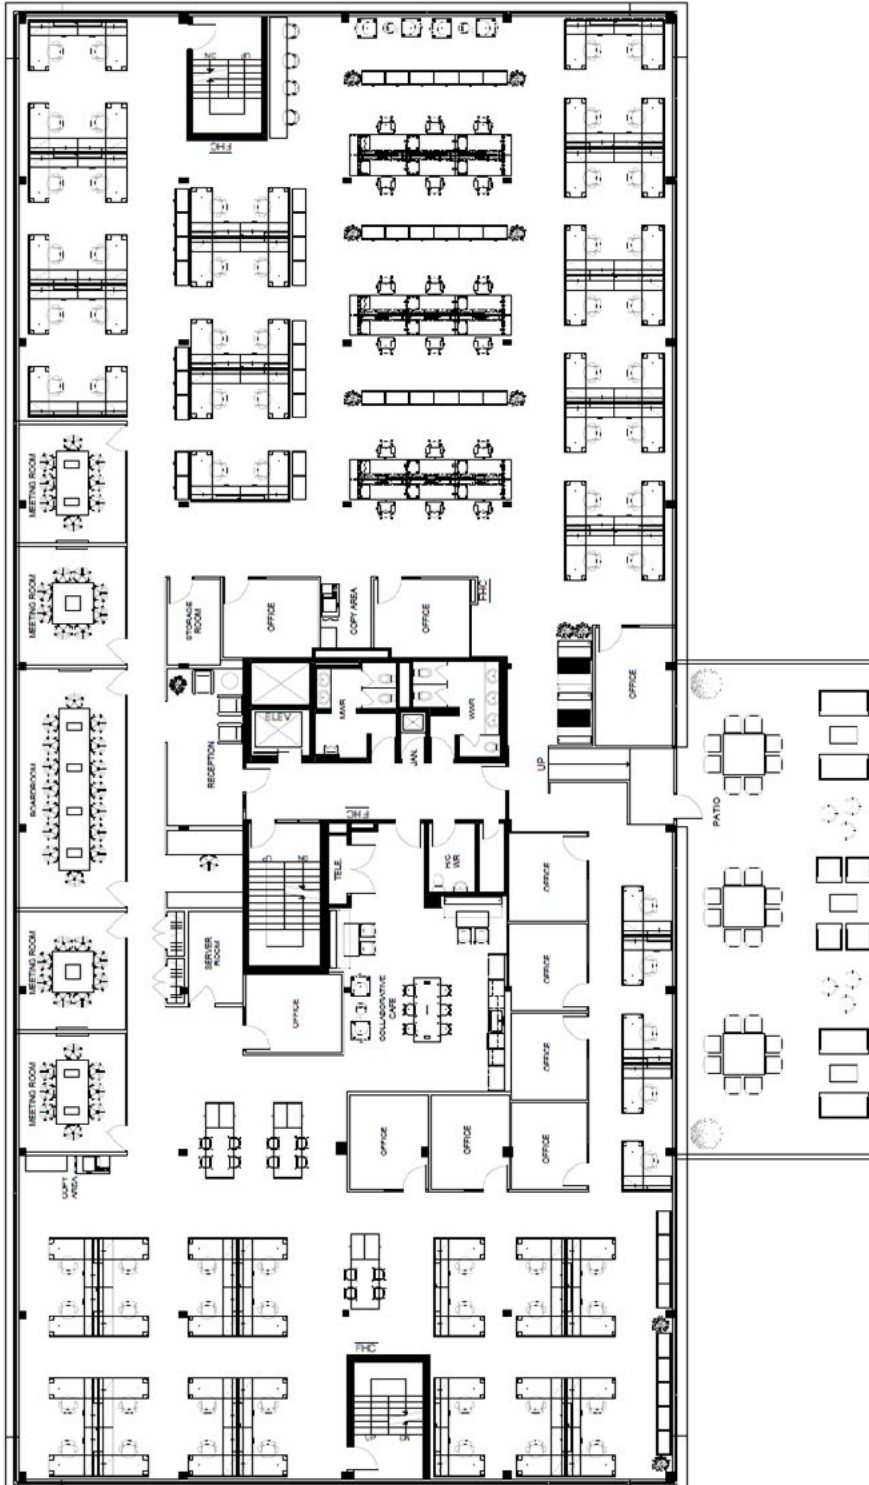 FHC
MEETING ROOM
MEETING ROOM
STORAGE
ROOM
OFFICE
COPY AREA
OFFICE
FHC
OFFICE
BOARDROOM
RECEPTION
ELEV
MWR
JAN.
WWR
UP
PATIO
FHC
TELE.
H/C
WR
OFFICE
MEETING ROOM
SERVER
ROOM
OFFICE
OFFICE
COLLABORATIVE
CAFE
MEETING ROOM
OFFICE
OFFICE
OFFICE
OFFICE
COPY
AREA
FHC